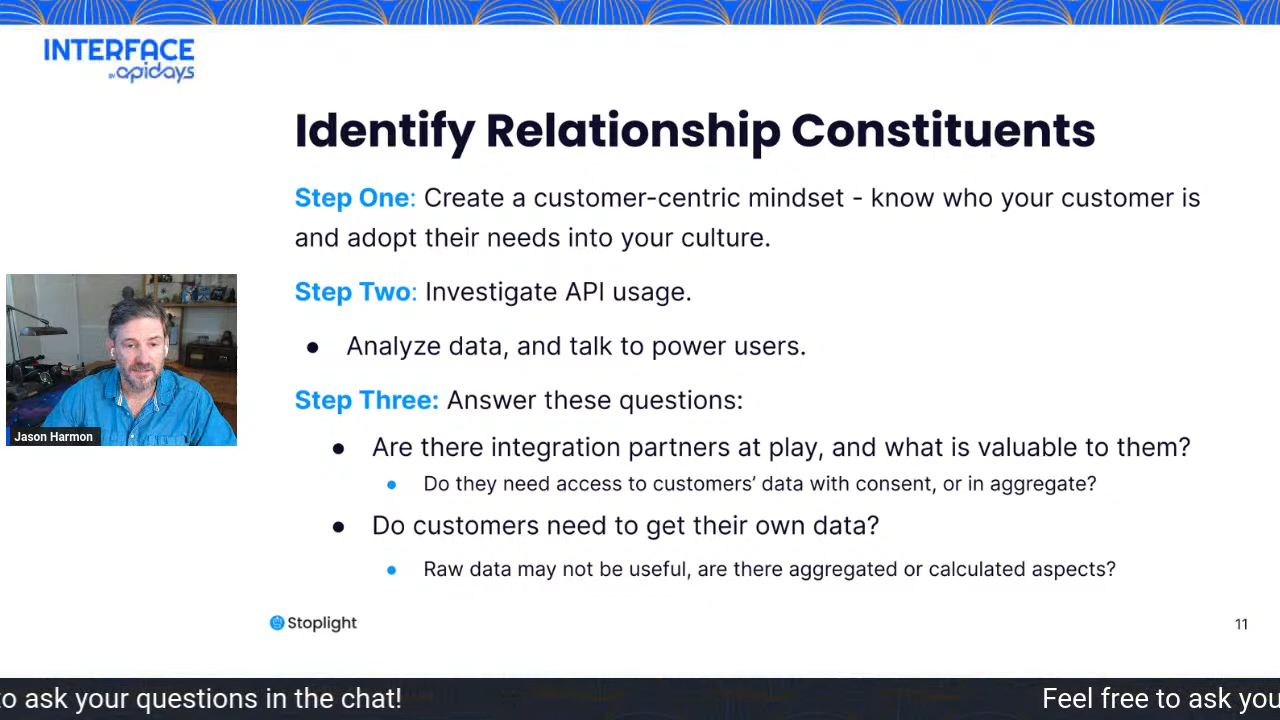 INTERFACE
BY apidays
Identify Relationship Constituents
Step One: Create a customer-centric mindset - know who your customer is
and adopt their needs into your culture.
Step Two: Investigate API usage.
● Analyze data, and talk to power users.
Step Three: Answer these questions:
● Are there integration partners at play, and what is valuable to them?
● Do they need access to customers’ data with consent, or in aggregate?
● Do customers need to get their own data?
● Raw data may not be useful, are there aggregated or calculated aspects?
Jason Harmon
Stoplight
11
to ask your questions in the chat!
Feel free to ask you